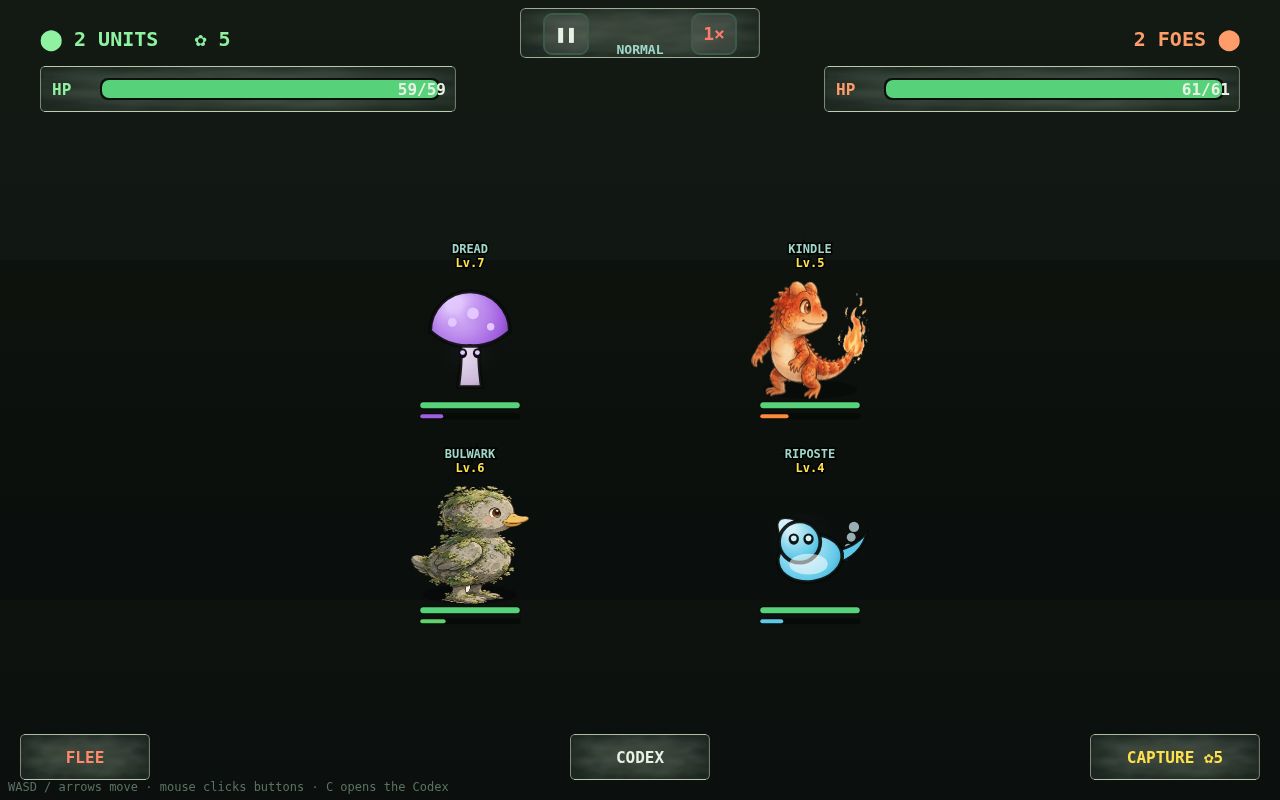 2 UNITS ✿ 5
1×
NORMAL
2 FOES
HP 59/59
HP 61/61
DREAD
Lv.7
KINDLE
Lv.5
BULWARK
Lv.6
RIPOSTE
Lv.4
FLEE
CODEX
CAPTURE ✿5
WASD / arrows move · mouse clicks buttons · C opens the Codex